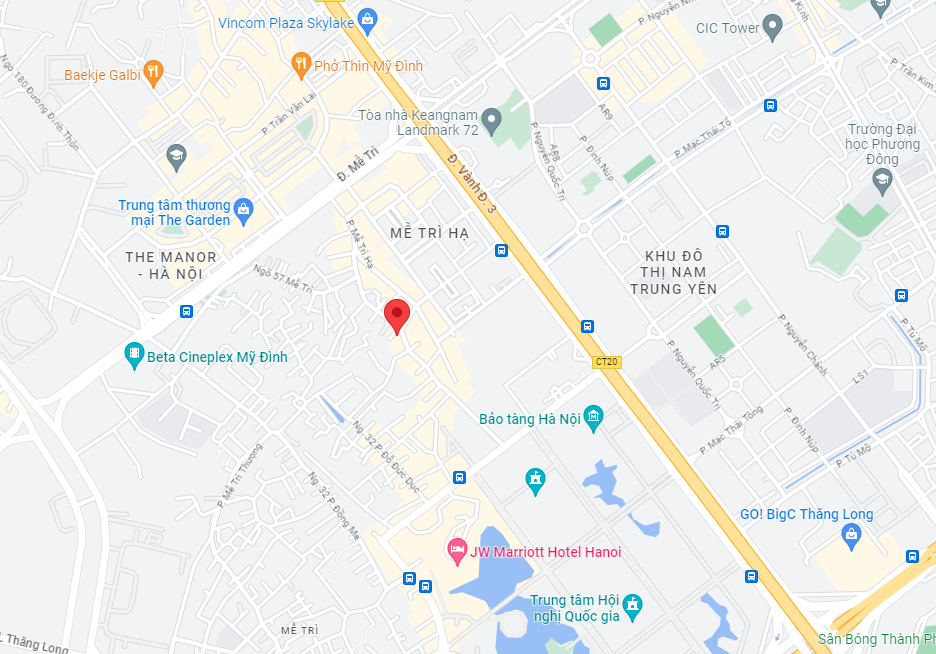 P. Nguyễn
Vincom Plaza Skylake
CIC Tower
Phở Thìn Mỹ Đình
Baekje Galbi
P. Trần Kim
Ngõ 180 Đường Đình Thôn
P. Trần Văn Lai
AR9
Tòa nhà Keangnam
Landmark 72
P. Mạc Thái Tổ
Trường Đại
học Phương
Đông
AR8
P. Nguyễn Quốc Trị
P. Đinh Núp
Đ. Mễ Trì
Đ. Vành Đ. 3
Trung tâm thương
mại The Garden
P. Mễ Trì Hạ
MỄ TRÌ HẠ
THE MANOR
- HÀ NỘI
KHU ĐÔ
THỊ NAM
TRUNG YÊN
Ngõ 57 Mễ Trì
P. Tú Mỡ
P. Nguyễn Chánh
Beta Cineplex Mỹ Đình
CT20
AR5
P. Nguyễn Quốc Trị
LS1
Bảo tàng Hà Nội
P. Mạc Thái Tông
P. Đinh Núp
P. Tú Mỡ
Ng. 32 P. Đỗ Đức Dục
P. Mễ Trì Thượng
Ng. 32 P. Đồng Me
GO! BigC Thăng Long
JW Marriott Hotel Hanoi
Trung tâm Hội
nghị Quốc gia
MỄ TRÌ
L Thăng Long
Sân Bóng Thành Ph